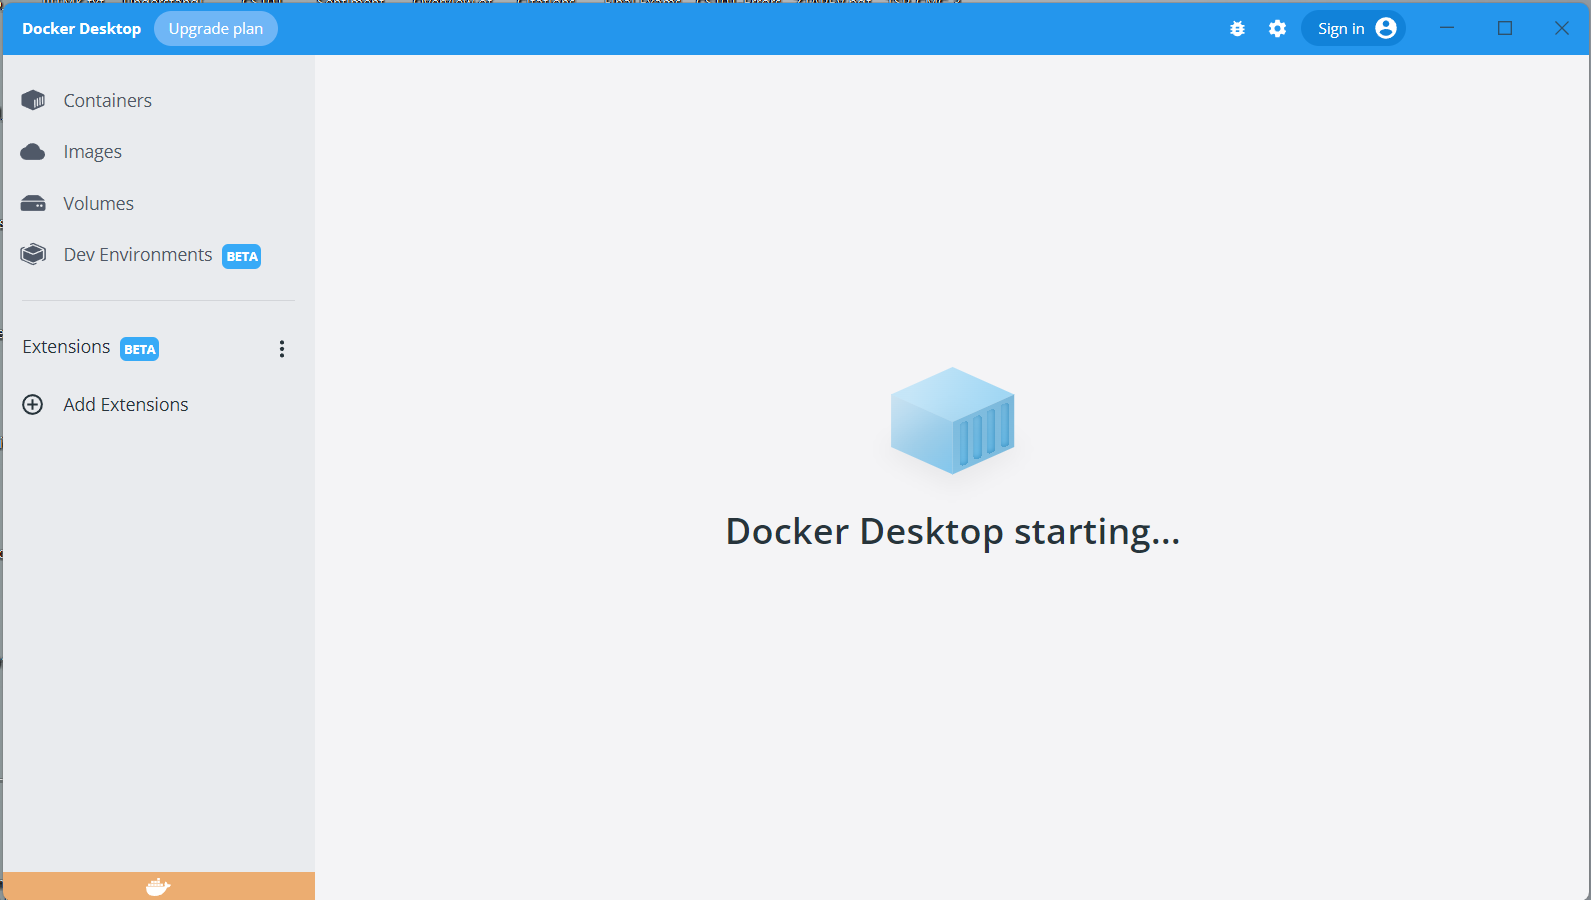 Docker Desktop
Upgrade plan
Sign in
Containers
Images
Volumes
Dev Environments BETA
Extensions BETA
Add Extensions
Docker Desktop starting...